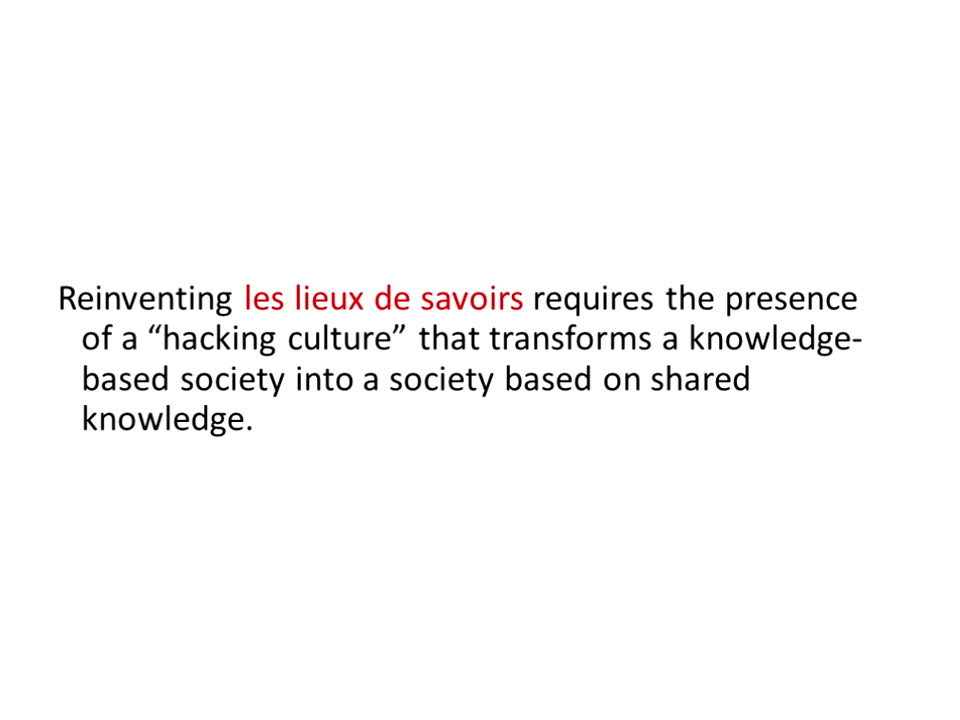 Reinventing les lieux de savoirs requires the presence
of a “hacking culture” that transforms a knowledge-
based society into a society based on shared
knowledge.